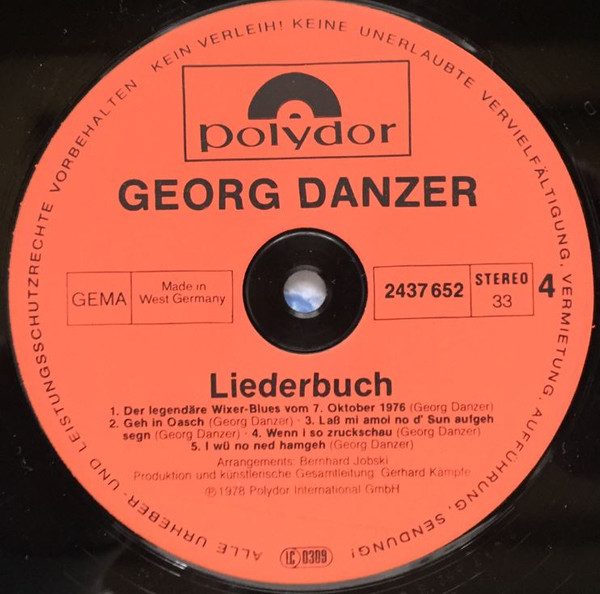 ALLE URHEBER- UND LEISTUNGSSCHUTZRECHTE VORBEHALTEN KEIN VERLEIH! KEINE UNERLAUBTE VERVIELFÄLTIGUNG, VERMIETUNG, AUFFÜHRUNG, SENDUNG!
polydor
GEORG DANZER
GEMA
Made in
West Germany
2437 652
STEREO
33
4
Liederbuch
1. Der legendäre Wixer-Blues vom 7. Oktober 1976 (Georg Danzer)
2. Geh in Oasch (Georg Danzer) · 3. Laß mi amoi no d' Sun aufgeh
segn (Georg Danzer) · 4. Wenn i so zruckschau (Georg Danzer)
5. I wü no ned hamgeh (Georg Danzer)
Arrangements: Bernhard Jobski
Produktion und künstlerische Gesamtleitung: Gerhard Kämpfe
℗ 1978 Polydor International GmbH
LC 0309